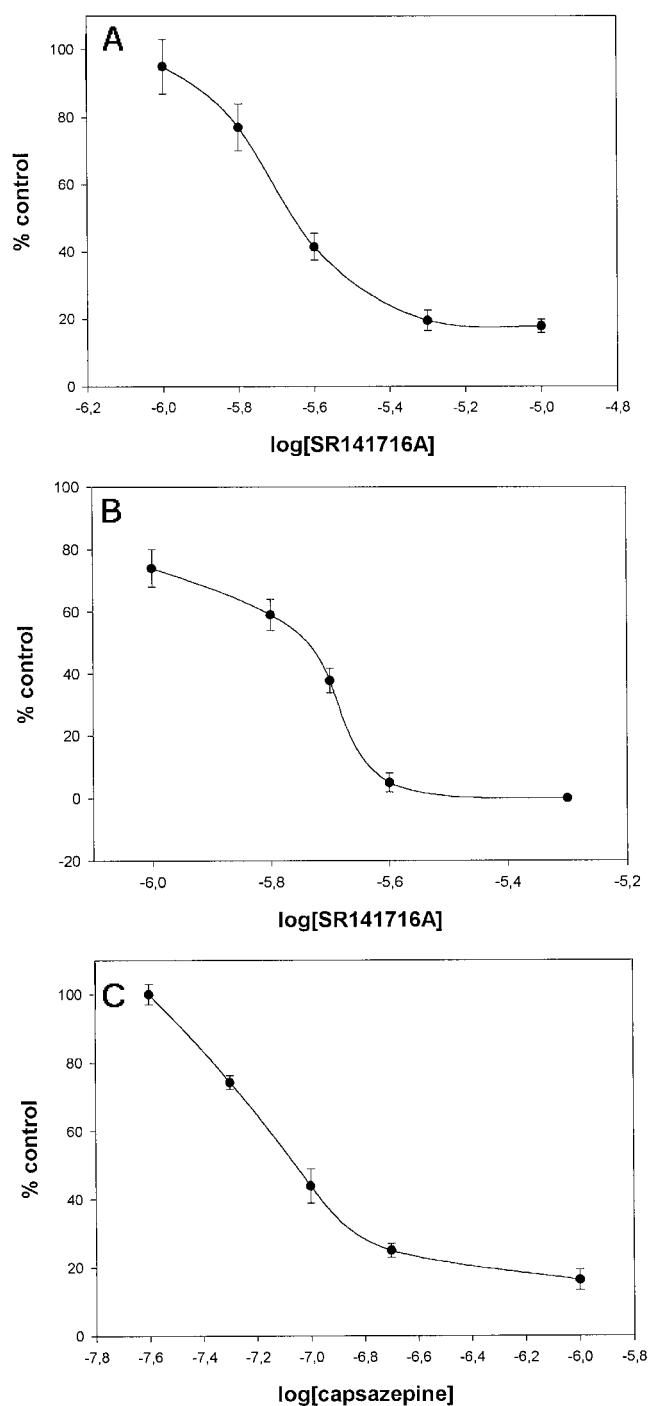 A
100
80
60
40
20
0
% control
-6,2 -6,0 -5,8 -5,6 -5,4 -5,2 -5,0 -4,8
log[SR141716A]
B
100
80
60
40
20
0
-20
% control
-6,0 -5,8 -5,6 -5,4 -5,2
log[SR141716A]
C
100
80
60
40
20
0
% control
-7,8 -7,6 -7,4 -7,2 -7,0 -6,8 -6,6 -6,4 -6,2 -6,0 -5,8
log[capsazepine]